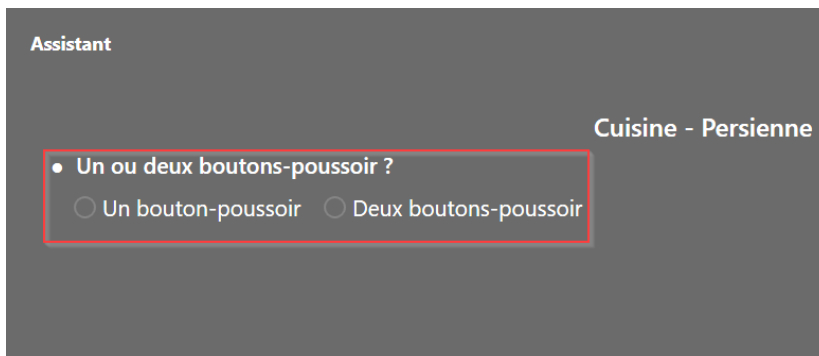 Assistant
Cuisine - Persienne
Un ou deux boutons-poussoir ?
Un bouton-poussoir Deux boutons-poussoir